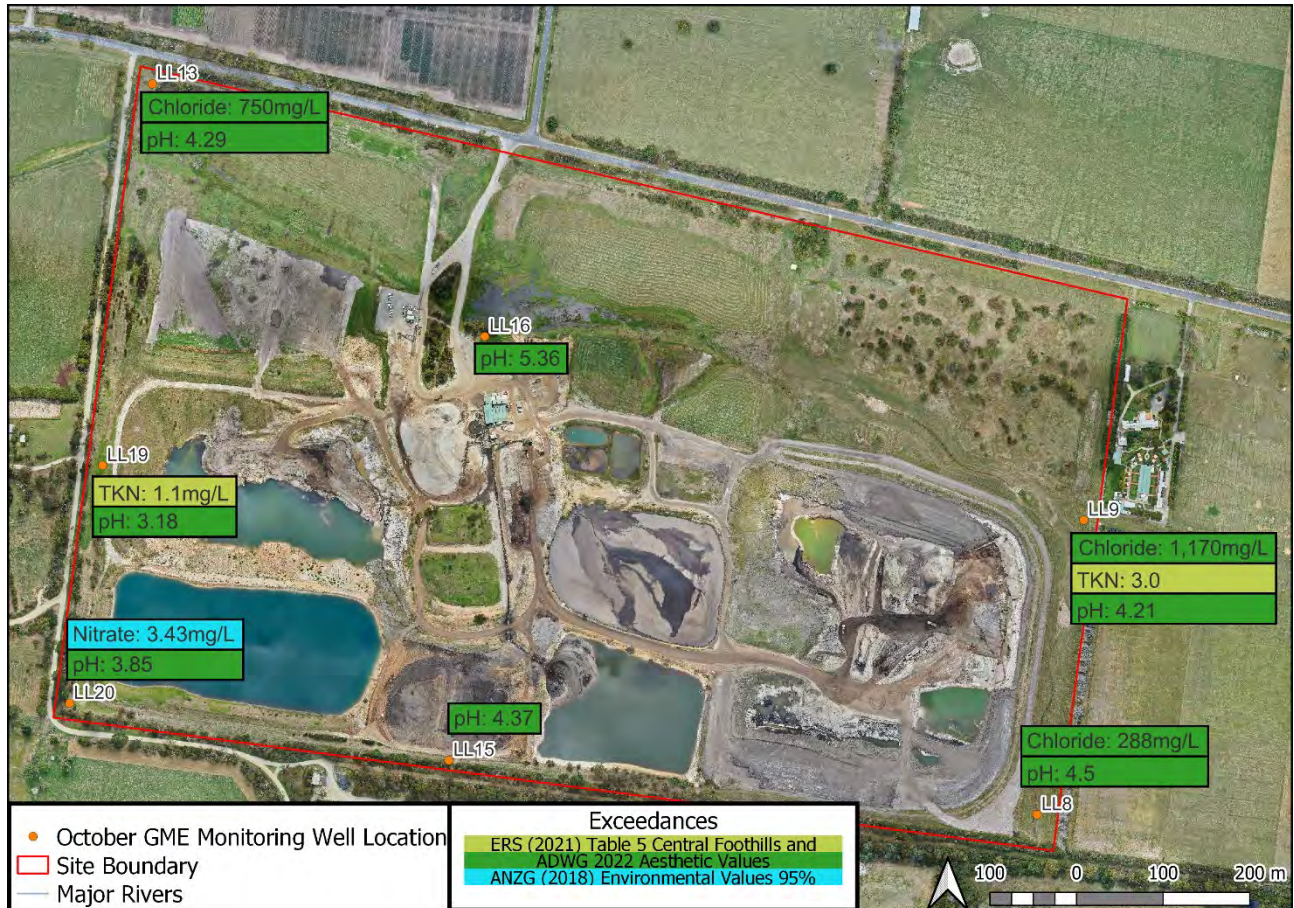 LL13
Chloride: 750mg/L
pH: 4.29
LL16
pH: 5.36
LL19
TKN: 1.1mg/L
pH: 3.18
LL9
Chloride: 1,170mg/L
TKN: 3.0
pH: 4.21
Nitrate: 3.43mg/L
pH: 3.85
LL20
pH: 4.37
LL15
Chloride: 288mg/L
pH: 4.5
LL8
October GME Monitoring Well Location
Site Boundary
Major Rivers
Exceedances
ERS (2021) Table 5 Central Foothills and
ADWG 2022 Aesthetic Values
ANZG (2018) Environmental Values 95%
100 0 100 200 m